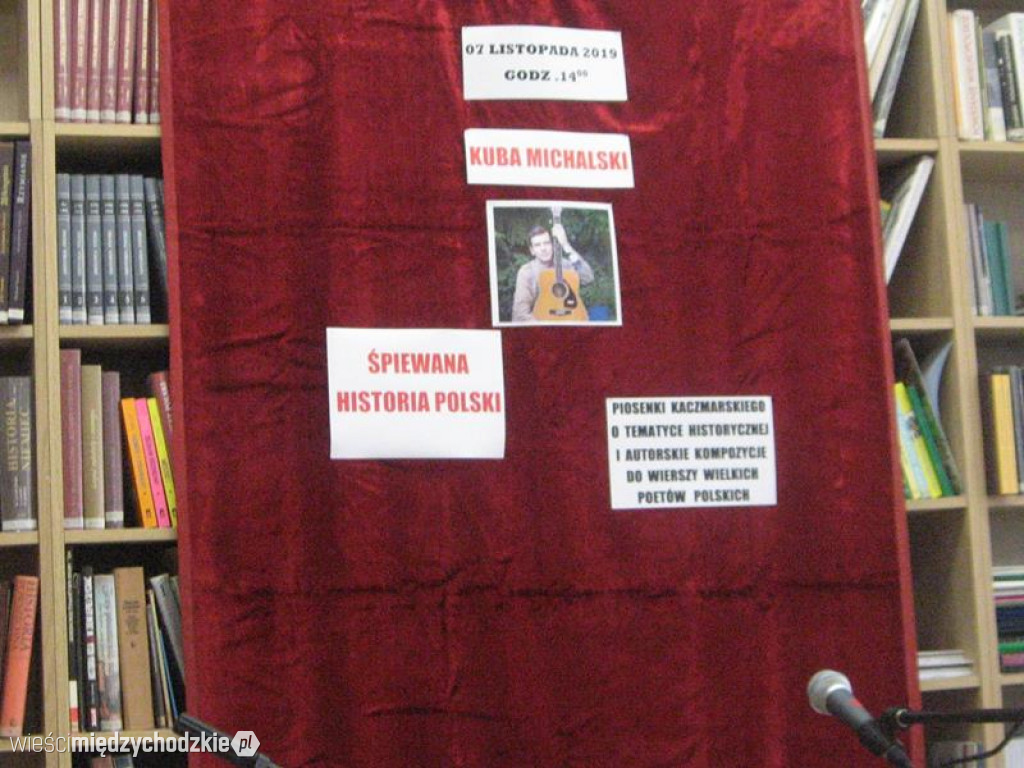 07 LISTOPADA 2019
GODZ .14⁰⁰
KUBA MICHALSKI
ŚPIEWANA
HISTORIA POLSKI
PIOSENKI KACZMARSKIEGO
O TEMATYCE HISTORYCZNEJ
I AUTORSKIE KOMPOZYCJE
DO WIERSZY WIELKICH
POETÓW POLSKICH
HISTORIA
NIEMIEC
wieścimiędzychodzkie.pl